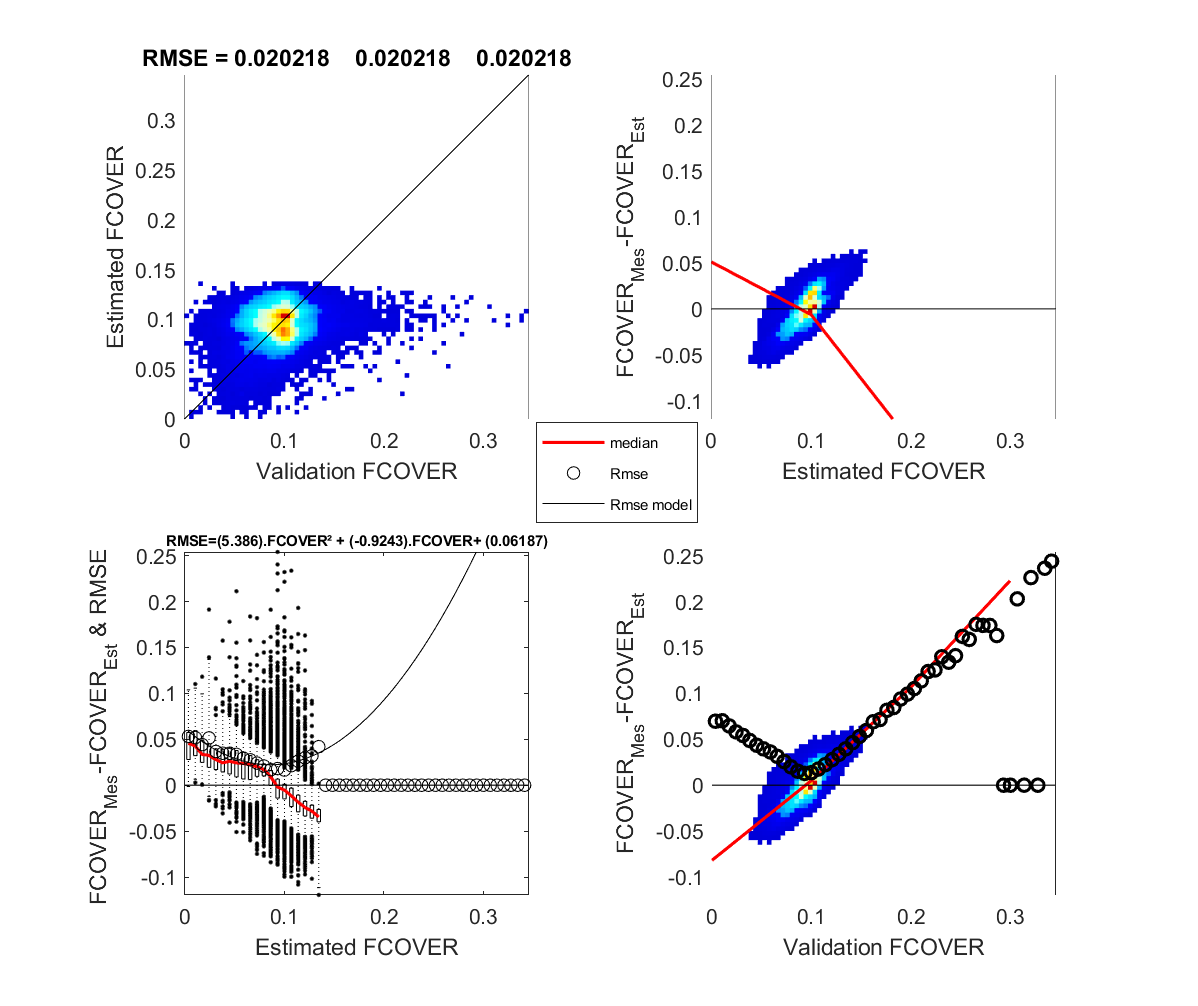 RMSE = 0.020218 0.020218 0.020218
Estimated FCOVER
0.3
0.25
0.2
0.15
0.1
0.05
0
0 0.1 0.2 0.3
Validation FCOVER
FCOVER_Mes-FCOVER_Est
0.25
0.2
0.15
0.1
0.05
0
-0.05
-0.1
0 0.1 0.2 0.3
Estimated FCOVER
median
Rmse
Rmse model
RMSE=(5.386).FCOVER² + (-0.9243).FCOVER+ (0.06187)
FCOVER_Mes-FCOVER_Est & RMSE
0.25
0.2
0.15
0.1
0.05
0
-0.05
-0.1
0 0.1 0.2 0.3
Estimated FCOVER
FCOVER_Mes-FCOVER_Est
0.25
0.2
0.15
0.1
0.05
0
-0.05
-0.1
0 0.1 0.2 0.3
Validation FCOVER